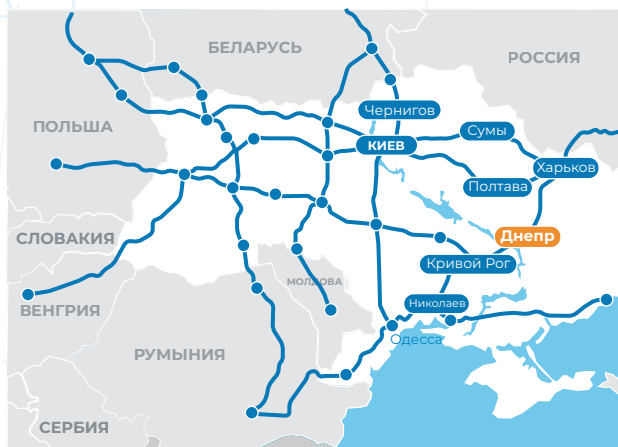 БЕЛАРУСЬ
РОССИЯ
Чернигов
ПОЛЬША
Сумы
КИЕВ
Харьков
Полтава
СЛОВАКИЯ
Днепр
Кривой Рог
МОЛДОВА
Николаев
ВЕНГРИЯ
Одесса
РУМЫНИЯ
СЕРБИЯ